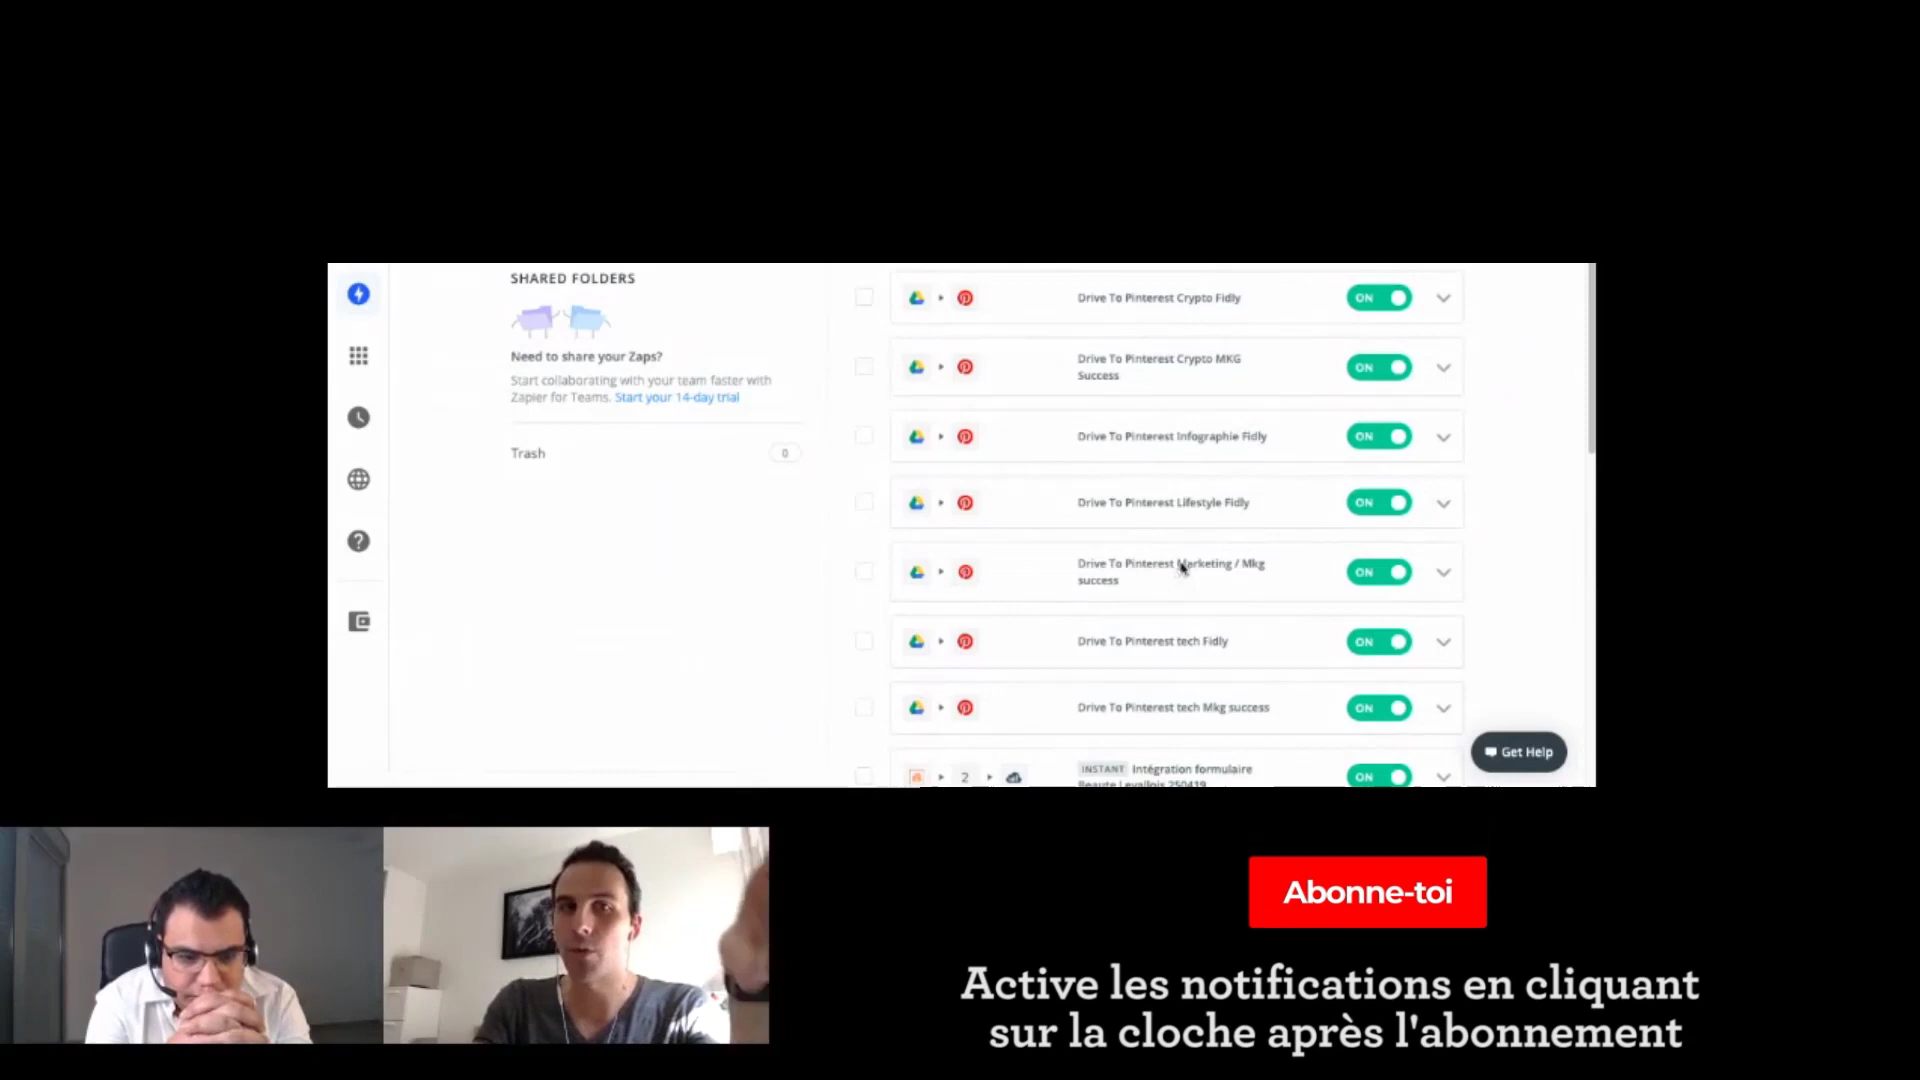 SHARED FOLDERS
Need to share your Zaps?
Start collaborating with your team faster with
Zapier for Teams. Start your 14-day trial
Trash
0
Drive To Pinterest Crypto Fidly
ON
Drive To Pinterest Crypto MKG
Success
ON
Drive To Pinterest Infographie Fidly
ON
Drive To Pinterest Lifestyle Fidly
ON
Drive To Pinterest Marketing / Mkg
success
ON
Drive To Pinterest tech Fidly
ON
Drive To Pinterest tech Mkg success
ON
2
INSTANT Intégration formulaire
Beaute Levallois 250419
ON
Get Help
Abonne-toi
Active les notifications en cliquant
sur la cloche après l'abonnement